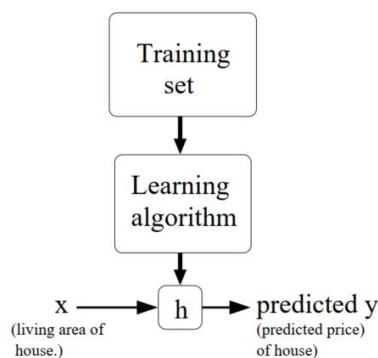 Training
set
Learning
algorithm
x
h
predicted y
(living area of
house.)
(predicted price)
of house)